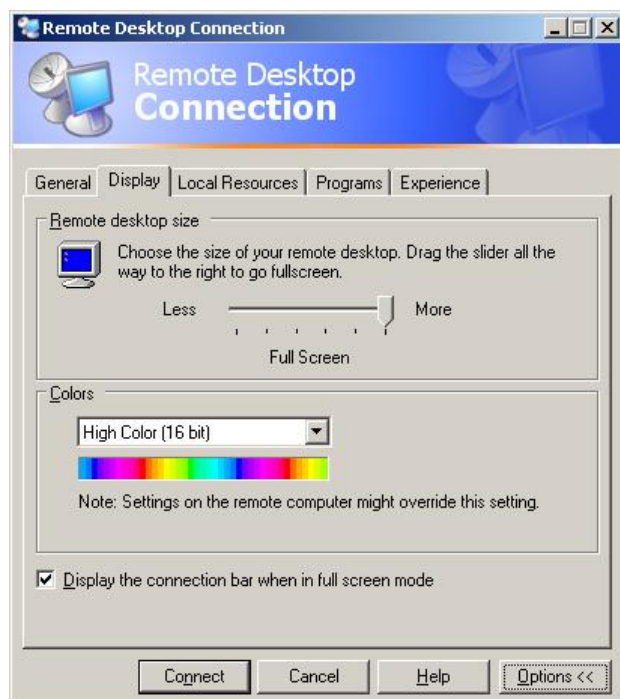 Remote Desktop Connection
Remote Desktop
Connection
General Display Local Resources Programs Experience
Remote desktop size
Choose the size of your remote desktop. Drag the slider all the
way to the right to go fullscreen.
Less More
Full Screen
Colors
High Color (16 bit)
Note: Settings on the remote computer might override this setting.
Display the connection bar when in full screen mode
Connect Cancel Help Options <<